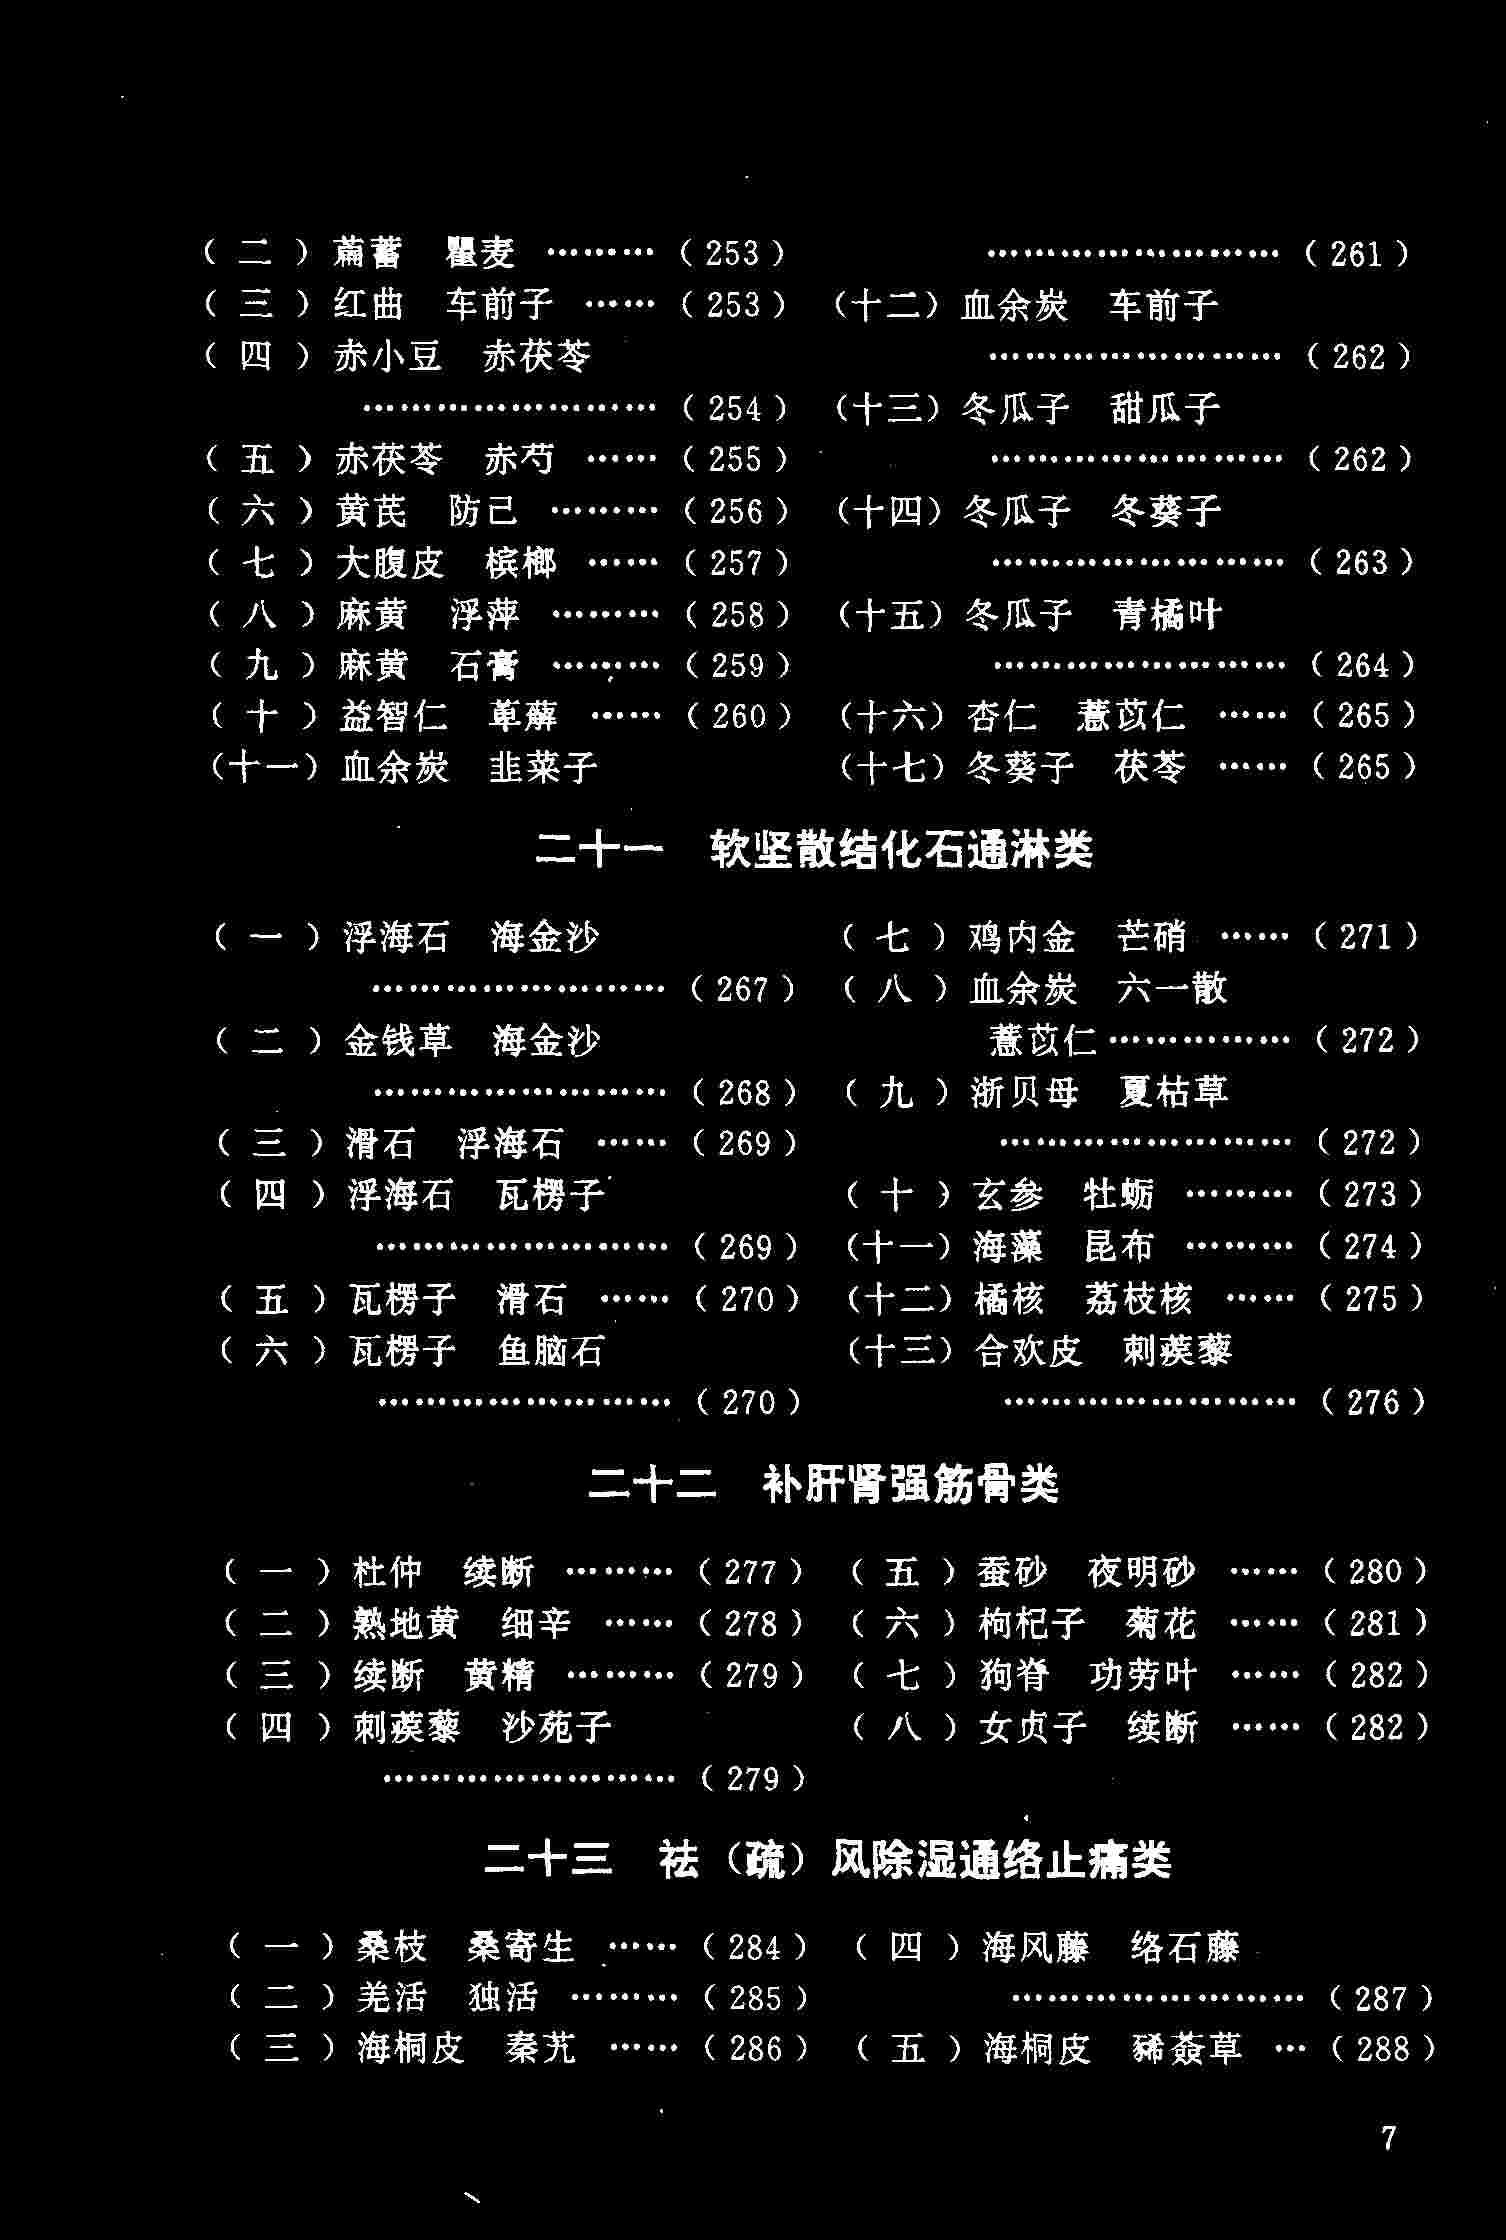 （二）萹蓄　瞿麦 ………（253）
（三）红曲　车前子 ……（253）
（四）赤小豆　赤茯苓
……………………（254）
（五）赤茯苓　赤芍 ……（255）
（六）黄芪　防己 ………（256）
（七）大腹皮　槟榔 ……（257）
（八）麻黄　浮萍 ………（258）
（九）麻黄　石膏 ………（259）
（十）益智仁　萆薢 ……（260）
（十一）血余炭　韭菜子
……………………（261）
（十二）血余炭　车前子
……………………（262）
（十三）冬瓜子　甜瓜子
……………………（262）
（十四）冬瓜子　冬葵子
……………………（263）
（十五）冬瓜子　青橘叶
……………………（264）
（十六）杏仁　薏苡仁 ……（265）
（十七）冬葵子　茯苓 ……（265）
二十一　软坚散结化石通淋类
（一）浮海石　海金沙
……………………（267）
（二）金钱草　海金沙
……………………（268）
（三）滑石　浮海石 ……（269）
（四）浮海石　瓦楞子
……………………（269）
（五）瓦楞子　滑石 ……（270）
（六）瓦楞子　鱼脑石
……………………（270）
（七）鸡内金　芒硝 ……（271）
（八）血余炭　六一散
薏苡仁……………（272）
（九）浙贝母　夏枯草
……………………（272）
（十）玄参　牡蛎 ………（273）
（十一）海藻　昆布 ………（274）
（十二）橘核　荔枝核 ……（275）
（十三）合欢皮　刺蒺藜
……………………（276）
二十二　补肝肾强筋骨类
（一）杜仲　续断 ………（277）
（二）熟地黄　细辛 ……（278）
（三）续断　黄精 ………（279）
（四）刺蒺藜　沙苑子
……………………（279）
（五）蚕砂　夜明砂 ……（280）
（六）枸杞子　菊花 ……（281）
（七）狗脊　功劳叶 ……（282）
（八）女贞子　续断 ……（282）
二十三　祛（疏）风除湿通络止痛类
（一）桑枝　桑寄生 ……（284）
（二）羌活　独活 ………（285）
（三）海桐皮　秦艽 ……（286）
（四）海风藤　络石藤
……………………（287）
（五）海桐皮　豨莶草 …（288）
7